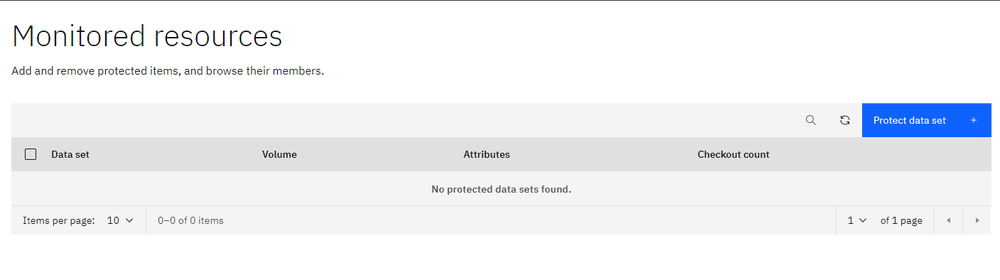 Monitored resources
Add and remove protected items, and browse their members.
Protect data set +
Data set Volume Attributes Checkout count
No protected data sets found.
Items per page: 10 0–0 of 0 items 1 of 1 page